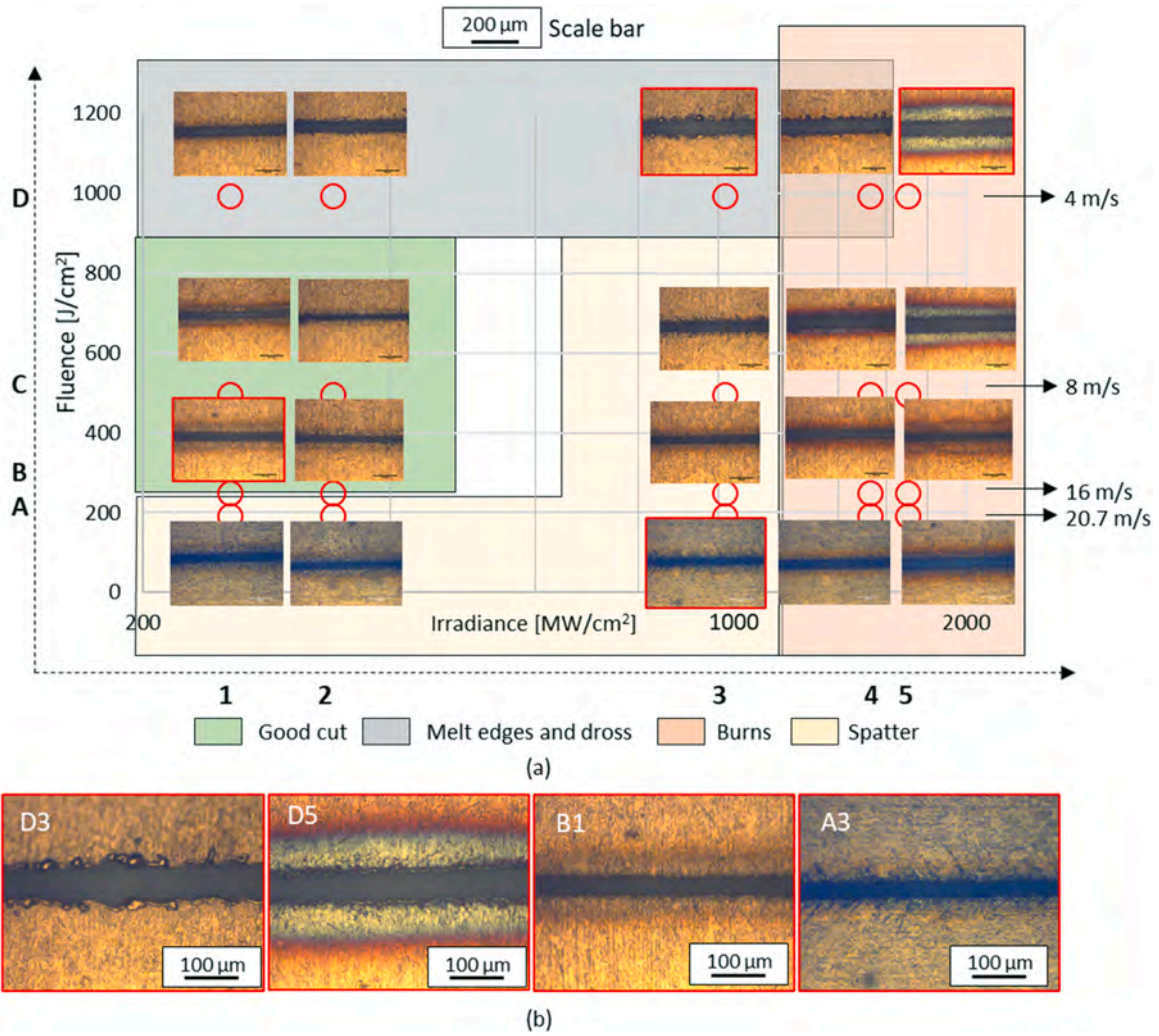 200 µm Scale bar
1200
1000
800
600
400
200
0
Fluence [J/cm²]
D
C
B
A
4 m/s
8 m/s
16 m/s
20.7 m/s
200 Irradiance [MW/cm²] 1000 2000
1 2 3 4 5
Good cut Melt edges and dross Burns Spatter
(a)
D3 D5 B1 A3
100 µm 100 µm 100 µm 100 µm
(b)